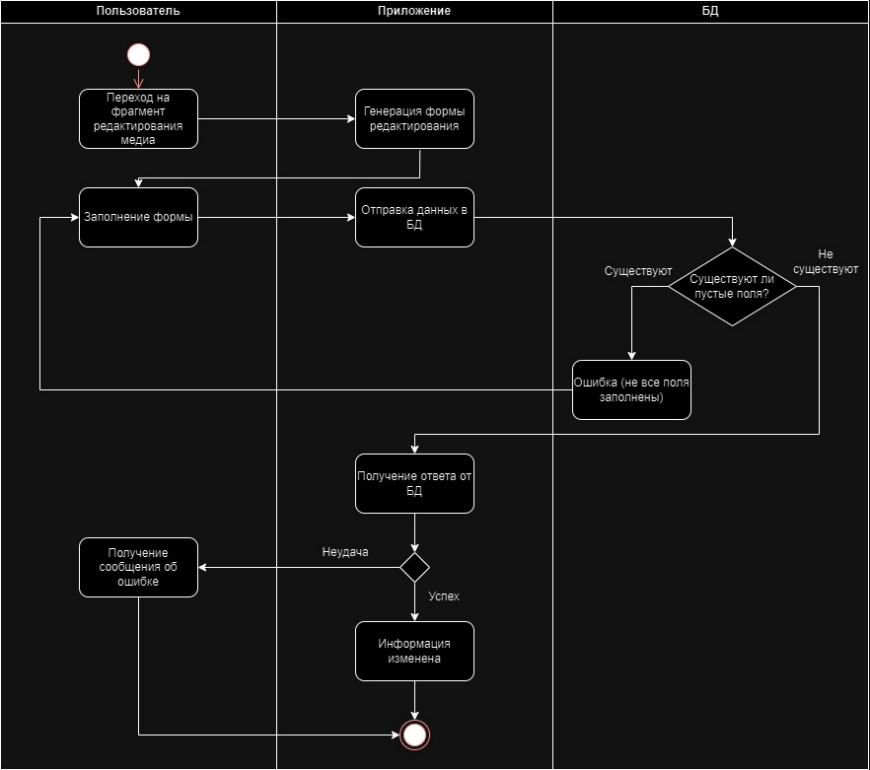 Пользователь
Приложение
БД
Переход на
фрагмент
редактирования
медиа
Генерация формы
редактирования
Заполнение формы
Отправка данных в
БД
Существуют
Существуют ли
пустые поля?
Не
существуют
Ошибка (не все поля
заполнены)
Получение ответа от
БД
Неудача
Получение
сообщения об
ошибке
Успех
Информация
изменена